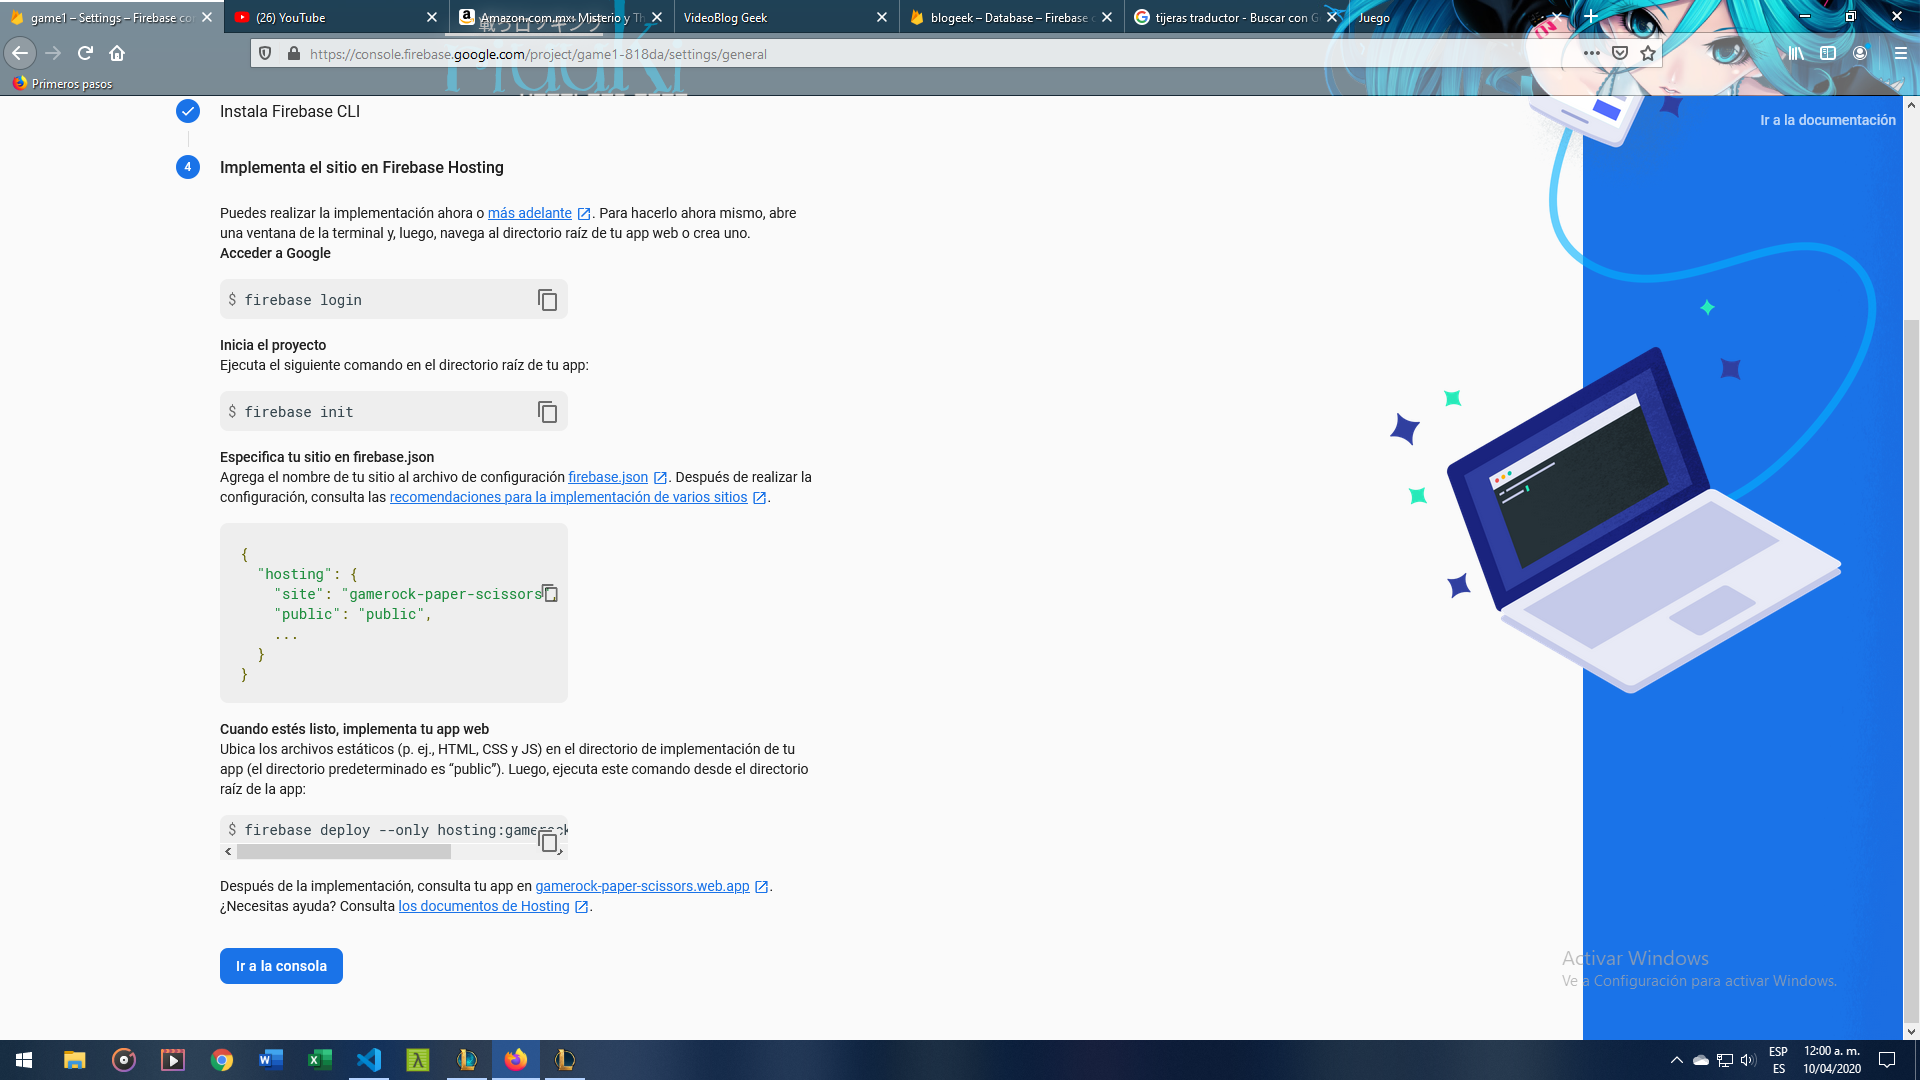 game1 – Settings – Firebase co
(26) YouTube
Amazon.com.mx: Misterio y Th
VideoBlog Geek
blogeek – Database – Firebase
tijeras traductor - Buscar con G
Juego
https://console.firebase.google.com/project/game1-818da/settings/general
Primeros pasos
Ir a la documentación
Instala Firebase CLI
4
Implementa el sitio en Firebase Hosting
Puedes realizar la implementación ahora o más adelante. Para hacerlo ahora mismo, abre
una ventana de la terminal y, luego, navega al directorio raíz de tu app web o crea uno.
Acceder a Google
$ firebase login
Inicia el proyecto
Ejecuta el siguiente comando en el directorio raíz de tu app:
$ firebase init
Especifica tu sitio en firebase.json
Agrega el nombre de tu sitio al archivo de configuración firebase.json. Después de realizar la
configuración, consulta las recomendaciones para la implementación de varios sitios.
{
"hosting": {
"site": "gamerock-paper-scissors",
"public": "public",
...
}
}
Cuando estés listo, implementa tu app web
Ubica los archivos estáticos (p. ej., HTML, CSS y JS) en el directorio de implementación de tu
app (el directorio predeterminado es “public”). Luego, ejecuta este comando desde el directorio
raíz de la app:
$ firebase deploy --only hosting:gamerock
Después de la implementación, consulta tu app en gamerock-paper-scissors.web.app.
¿Necesitas ayuda? Consulta los documentos de Hosting.
Ir a la consola
Activar Windows
Ve a Configuración para activar Windows.
ESP
ES
12:00 a. m.
10/04/2020